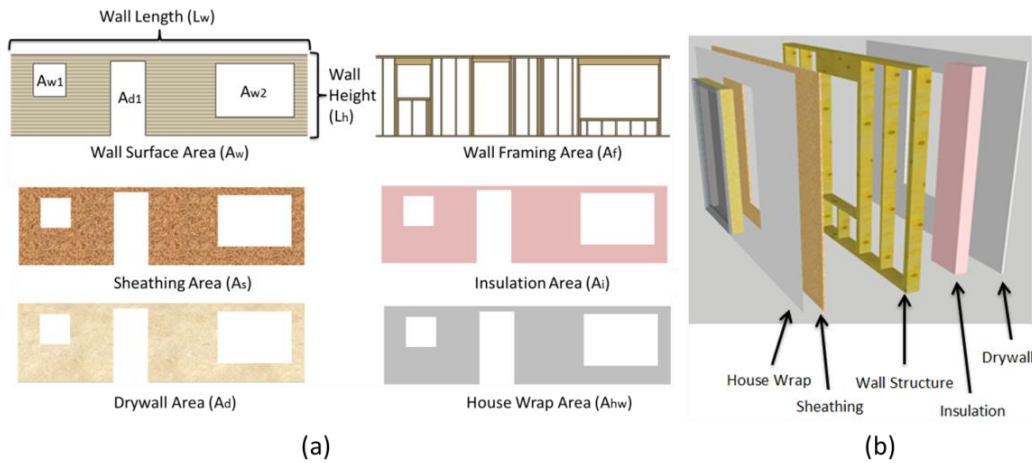 Wall Length (Lw)
Aw1
Ad1
Aw2
Wall
Height
(Lh)
Wall Surface Area (Aw)
Wall Framing Area (Af)
Sheathing Area (As)
Insulation Area (Ai)
Drywall Area (Ad)
House Wrap Area (Ahw)
(a)
House Wrap
Sheathing
Wall Structure
Insulation
Drywall
(b)